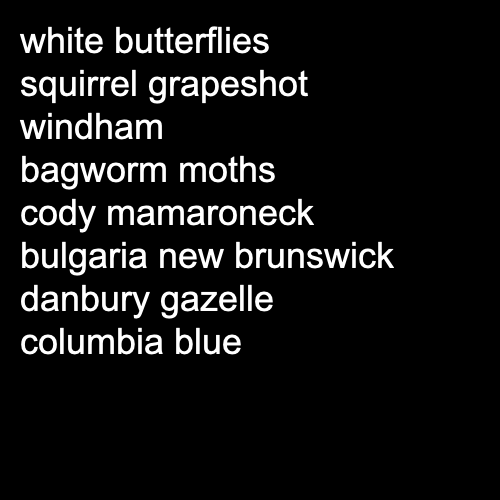 white butterflies
squirrel grapeshot
windham
bagworm moths
cody mamaroneck
bulgaria new brunswick
danbury gazelle
columbia blue